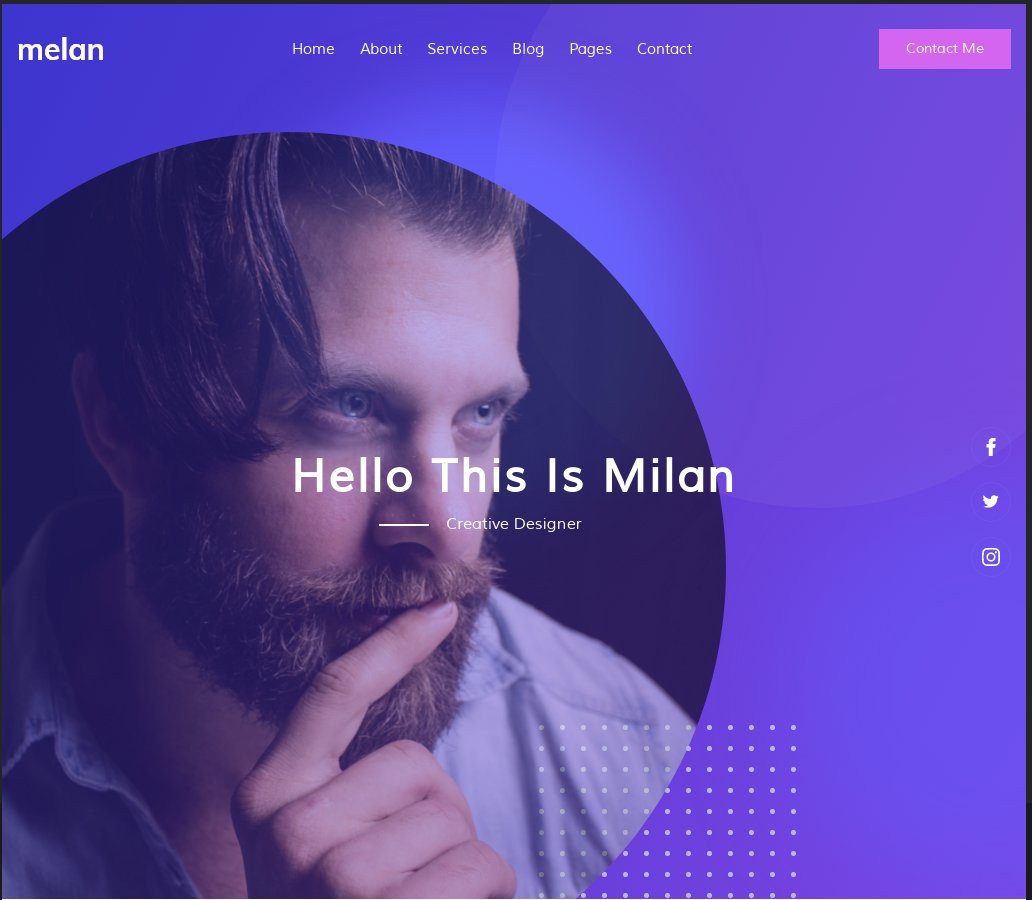 melan
Home About Services Blog Pages Contact
Contact Me
Hello This Is Milan
Creative Designer